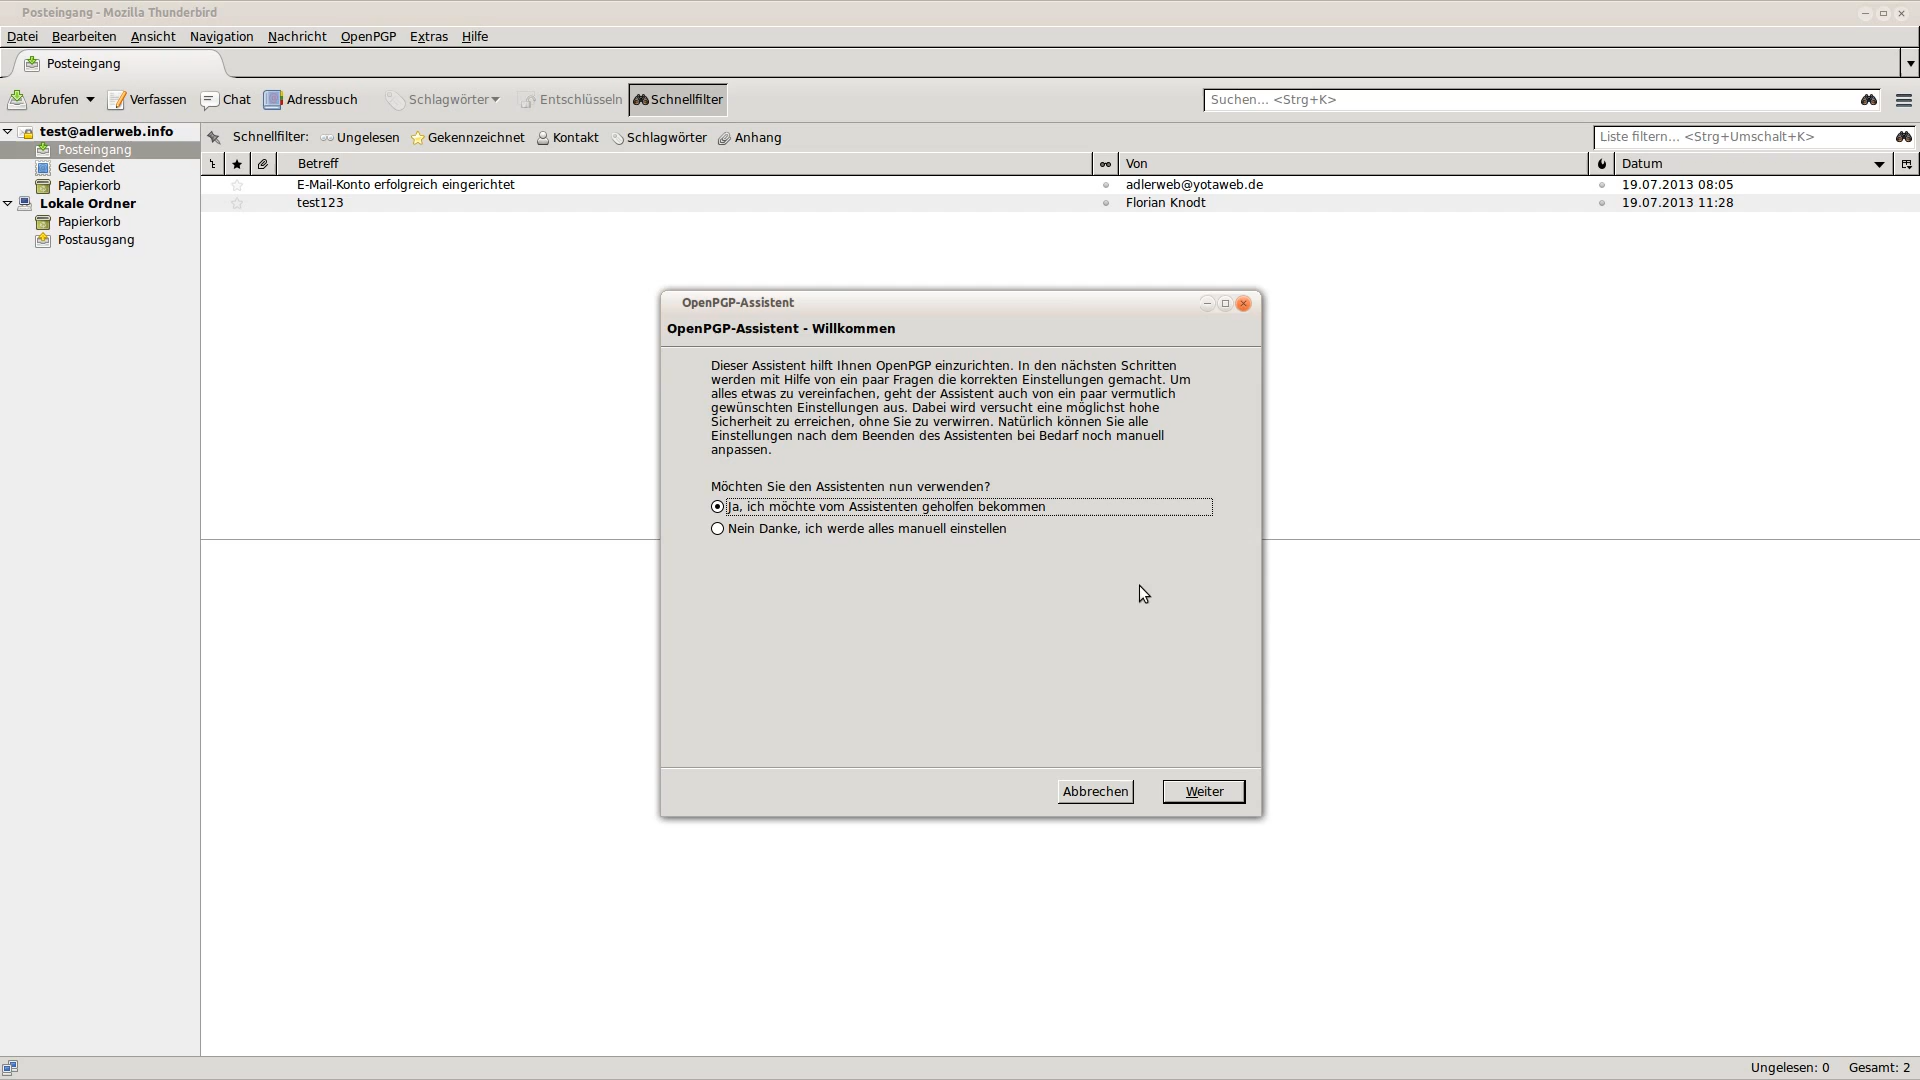 Posteingang - Mozilla Thunderbird
Datei Bearbeiten Ansicht Navigation Nachricht OpenPGP Extras Hilfe
Posteingang
Abrufen Verfassen Chat Adressbuch Schlagwörter Entschlüsseln Schnellfilter Suchen... <Strg+K>
test@adlerweb.info
Posteingang
Gesendet
Papierkorb
Lokale Ordner
Papierkorb
Postausgang
Schnellfilter: Ungelesen Gekennzeichnet Kontakt Schlagwörter Anhang Liste filtern... <Strg+Umschalt+K>
Betreff Von Datum
E-Mail-Konto erfolgreich eingerichtet adlerweb@yotaweb.de 19.07.2013 08:05
test123 Florian Knodt 19.07.2013 11:28
OpenPGP-Assistent
OpenPGP-Assistent - Willkommen
Dieser Assistent hilft Ihnen OpenPGP einzurichten. In den nächsten Schritten
werden mit Hilfe von ein paar Fragen die korrekten Einstellungen gemacht. Um
alles etwas zu vereinfachen, geht der Assistent auch von ein paar vermutlich
gewünschten Einstellungen aus. Dabei wird versucht eine möglichst hohe
Sicherheit zu erreichen, ohne Sie zu verwirren. Natürlich können Sie alle
Einstellungen nach dem Beenden des Assistenten bei Bedarf noch manuell
anpassen.
Möchten Sie den Assistenten nun verwenden?
Ja, ich möchte vom Assistenten geholfen bekommen
Nein Danke, ich werde alles manuell einstellen
Abbrechen Weiter
Ungelesen: 0 Gesamt: 2